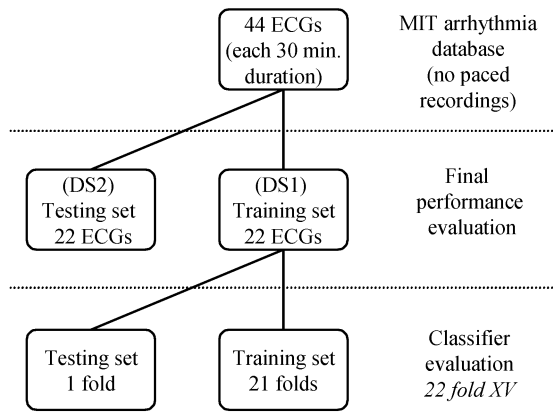 44 ECGs
(each 30 min.
duration)
MIT arrhythmia
database
(no paced
recordings)
(DS2)
Testing set
22 ECGs
(DS1)
Training set
22 ECGs
Final
performance
evaluation
Testing set
1 fold
Training set
21 folds
Classifier
evaluation
22 fold XV